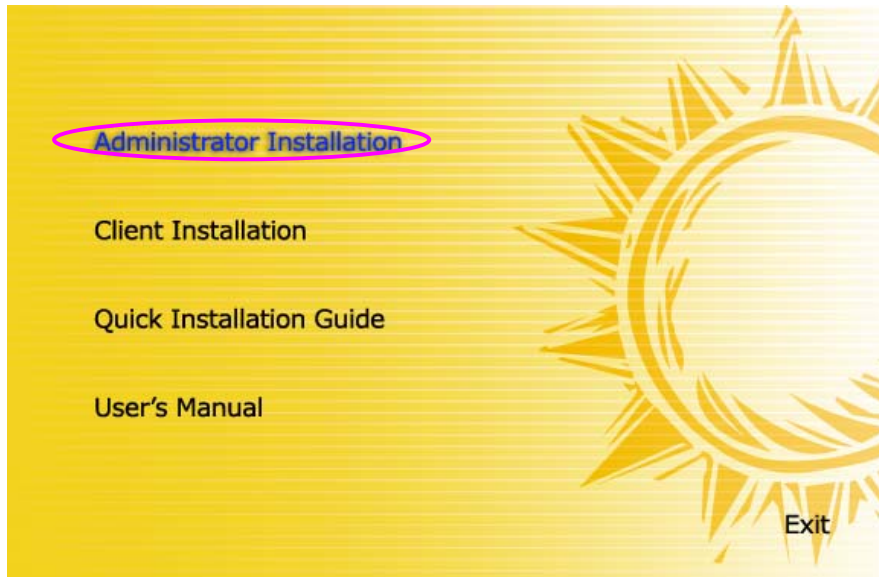 Administrator Installation
Client Installation
Quick Installation Guide
User's Manual
Exit